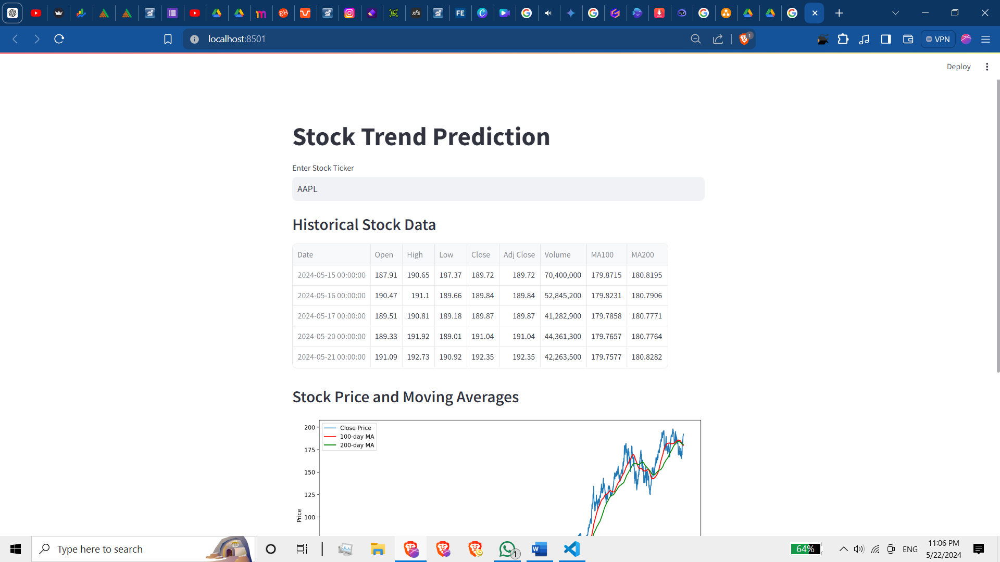 FE
xfs
localhost:8501
1
VPN
Deploy
Stock Trend Prediction
Enter Stock Ticker
AAPL
Historical Stock Data
Date Open High Low Close Adj Close Volume MA100 MA200
2024-05-15 00:00:00 187.91 190.65 187.37 189.72 189.72 70,400,000 179.8715 180.8195
2024-05-16 00:00:00 190.47 191.1 189.66 189.84 189.84 52,845,200 179.8231 180.7906
2024-05-17 00:00:00 189.51 190.81 189.18 189.87 189.87 41,282,900 179.7858 180.7771
2024-05-20 00:00:00 189.33 191.92 189.01 191.04 191.04 44,361,300 179.7657 180.7764
2024-05-21 00:00:00 191.09 192.73 190.92 192.35 192.35 42,263,500 179.7577 180.8282
Stock Price and Moving Averages
200
175
150
125
100
Price
Close Price
100-day MA
200-day MA
Type here to search
1
64%
ENG
11:06 PM
5/22/2024